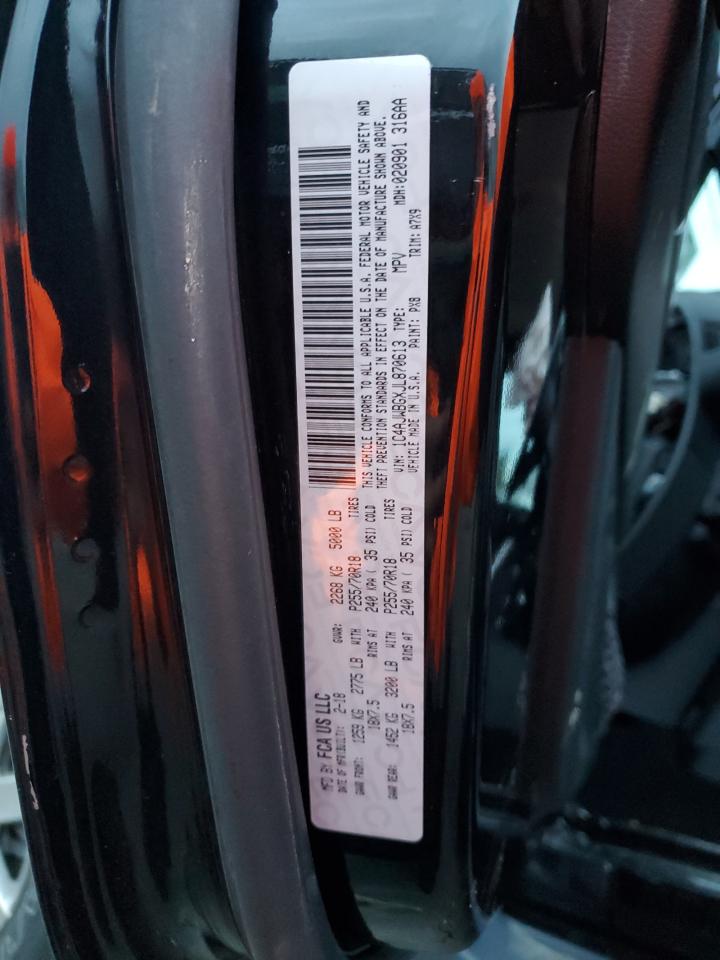 MFD BY FCA US LLC
DATE OF MFR(BUILT): 2-18 GVWR: 2268 KG 5000 LB
GAWR FRONT: 1259 KG 2775 LB WITH P255/70R18 TIRES
18X7.5 RIMS AT 240 KPA ( 35 PSI) COLD
GAWR REAR: 1452 KG 3200 LB WITH P255/70R18 TIRES
18X7.5 RIMS AT 240 KPA ( 35 PSI) COLD
THIS VEHICLE CONFORMS TO ALL APPLICABLE U.S.A. FEDERAL MOTOR VEHICLE SAFETY AND
THEFT PREVENTION STANDARDS IN EFFECT ON THE DATE OF MANUFACTURE SHOWN ABOVE.
VIN: 1C4AJWBGXJL870613 TYPE: MPV MDH:020901 316AA
VEHICLE MADE IN U.S.A. PAINT: PX8 TRIM: A7X9